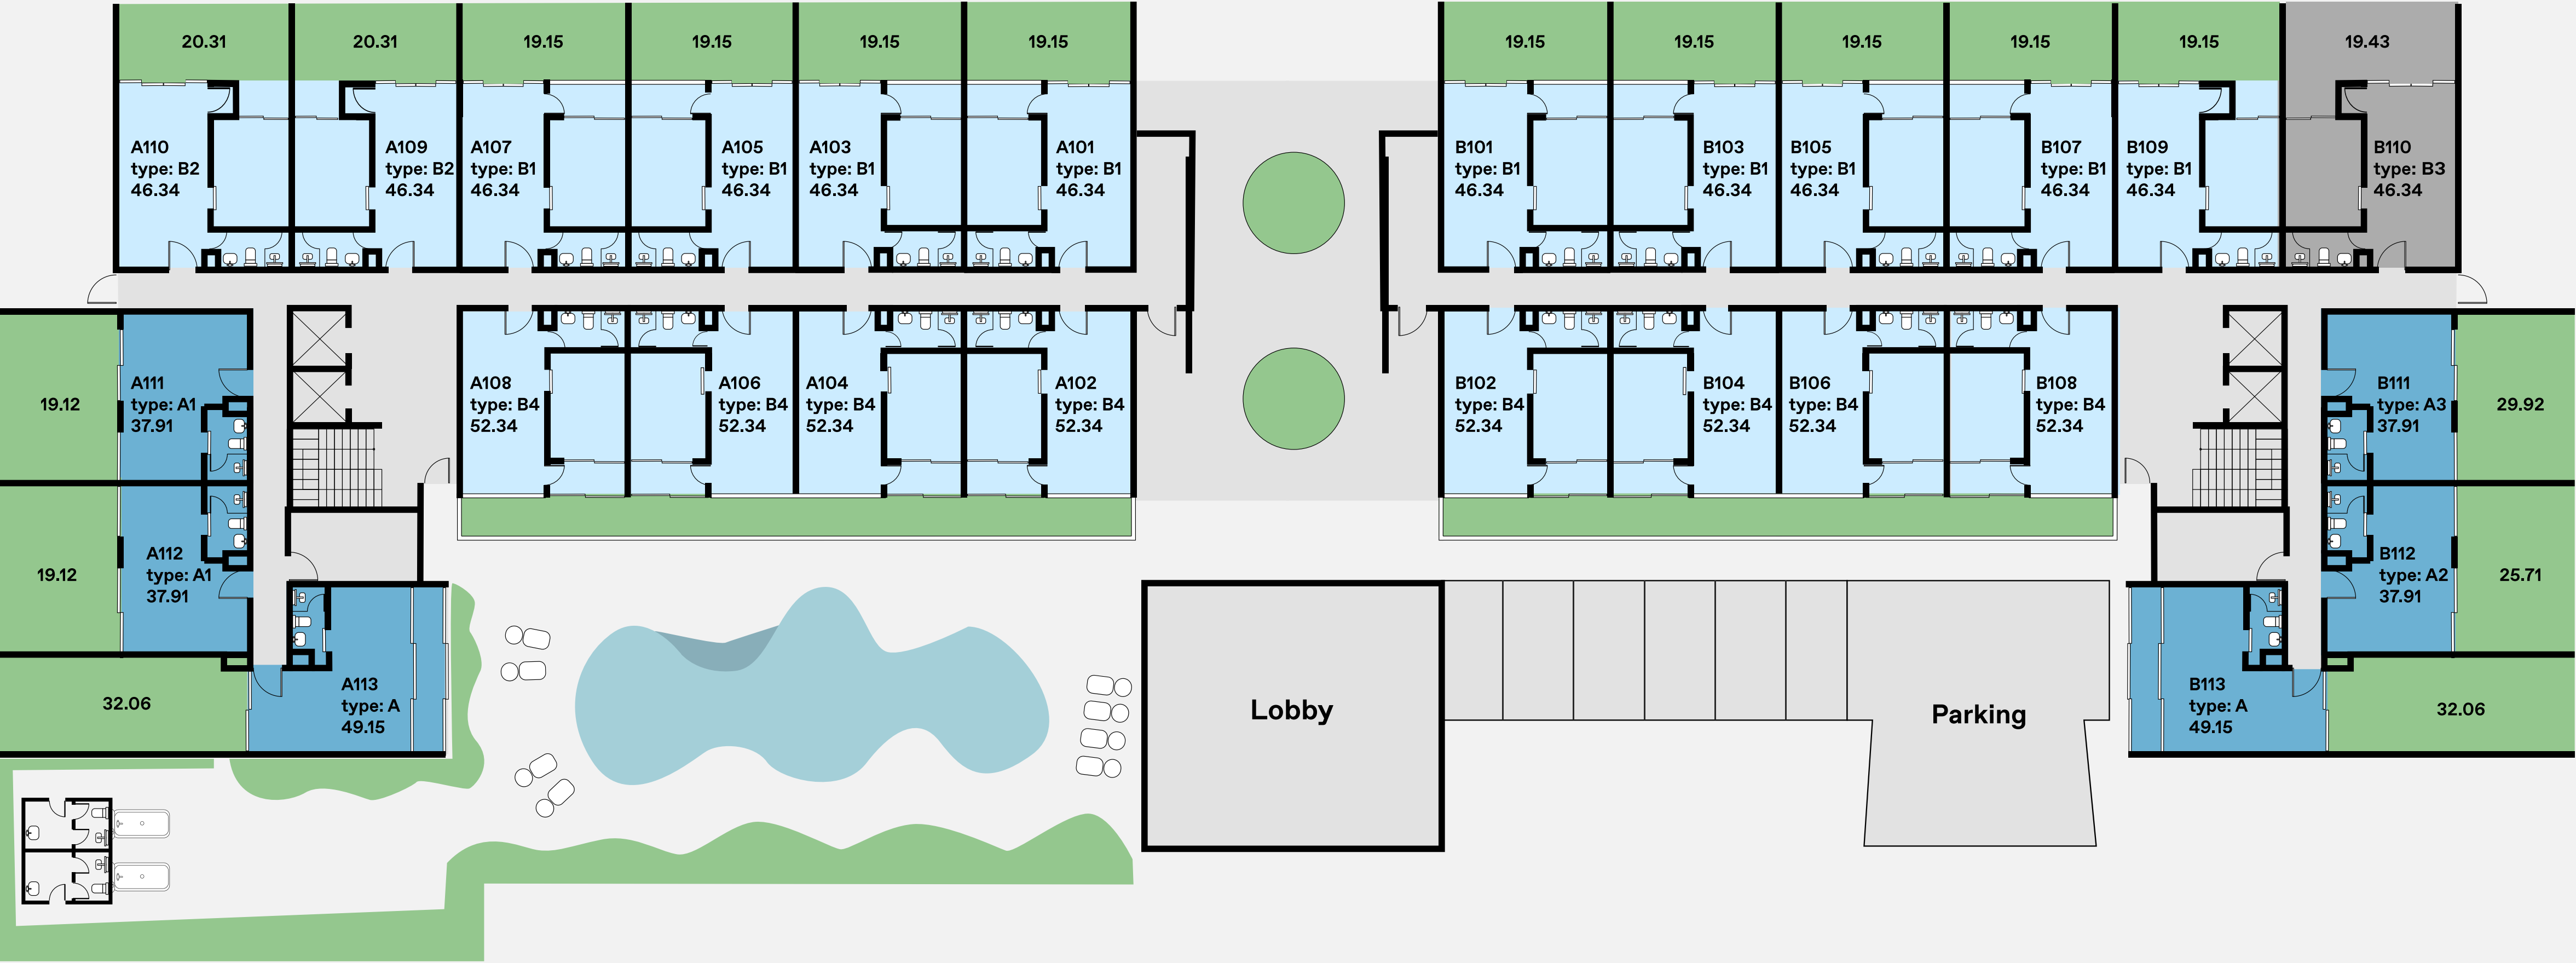 20.31
20.31
19.15
19.15
19.15
19.15
19.15
19.15
19.15
19.15
19.15
19.43
A110
type: B2
46.34
A109
type: B2
46.34
A107
type: B1
46.34
A105
type: B1
46.34
A103
type: B1
46.34
A101
type: B1
46.34
B101
type: B1
46.34
B103
type: B1
46.34
B105
type: B1
46.34
B107
type: B1
46.34
B109
type: B1
46.34
B110
type: B3
46.34
19.12
A111
type: A1
37.91
A108
type: B4
52.34
A106
type: B4
52.34
A104
type: B4
52.34
A102
type: B4
52.34
B102
type: B4
52.34
B104
type: B4
52.34
B106
type: B4
52.34
B108
type: B4
52.34
B111
type: A3
37.91
29.92
19.12
A112
type: A1
37.91
B112
type: A2
37.91
25.71
32.06
A113
type: A
49.15
Lobby
Parking
B113
type: A
49.15
32.06